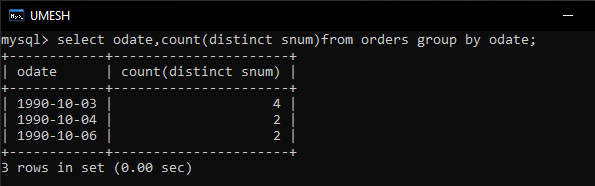 UMESH
mysql> select odate,count(distinct snum)from orders group by odate;
+------------+----------------------+
| odate      | count(distinct snum) |
+------------+----------------------+
| 1990-10-03 |                    4 |
| 1990-10-04 |                    2 |
| 1990-10-06 |                    2 |
+------------+----------------------+
3 rows in set (0.00 sec)